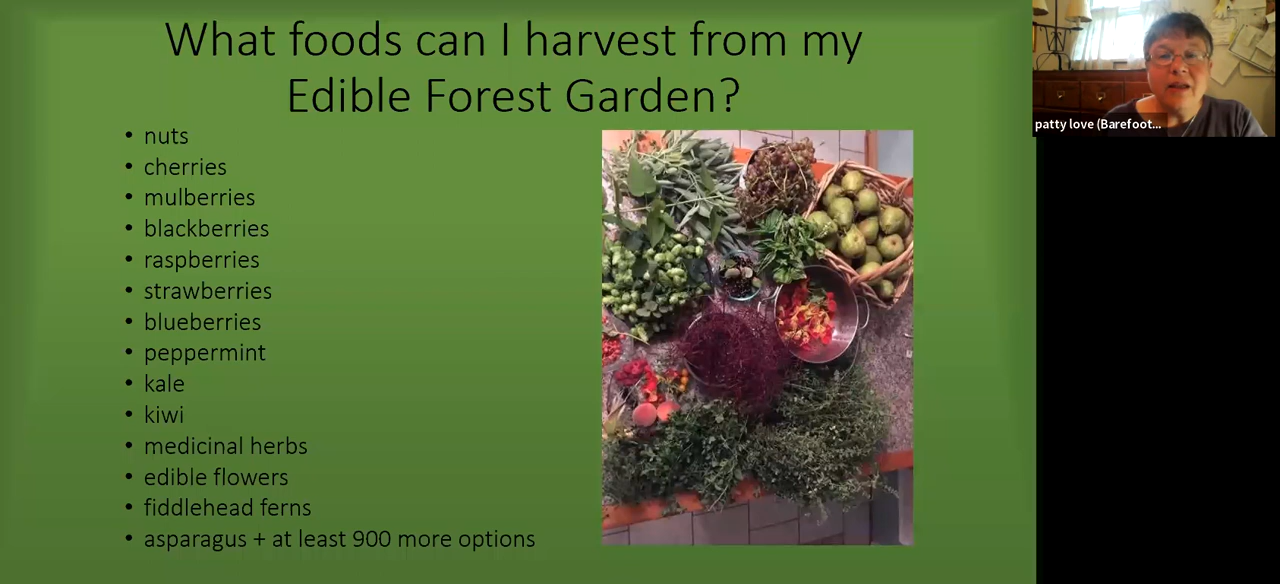 What foods can I harvest from my
Edible Forest Garden?
• nuts
• cherries
• mulberries
• blackberries
• raspberries
• strawberries
• blueberries
• peppermint
• kale
• kiwi
• medicinal herbs
• edible flowers
• fiddlehead ferns
• asparagus + at least 900 more options
patty love (Barefoot...